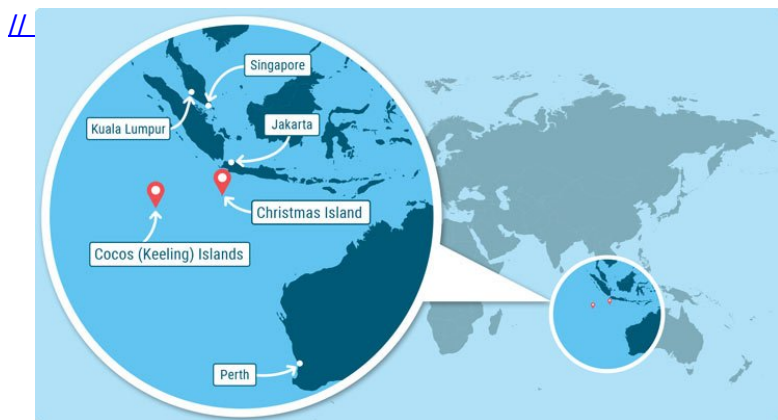 //
Singapore
Kuala Lumpur
Jakarta
Christmas Island
Cocos (Keeling) Islands
Perth